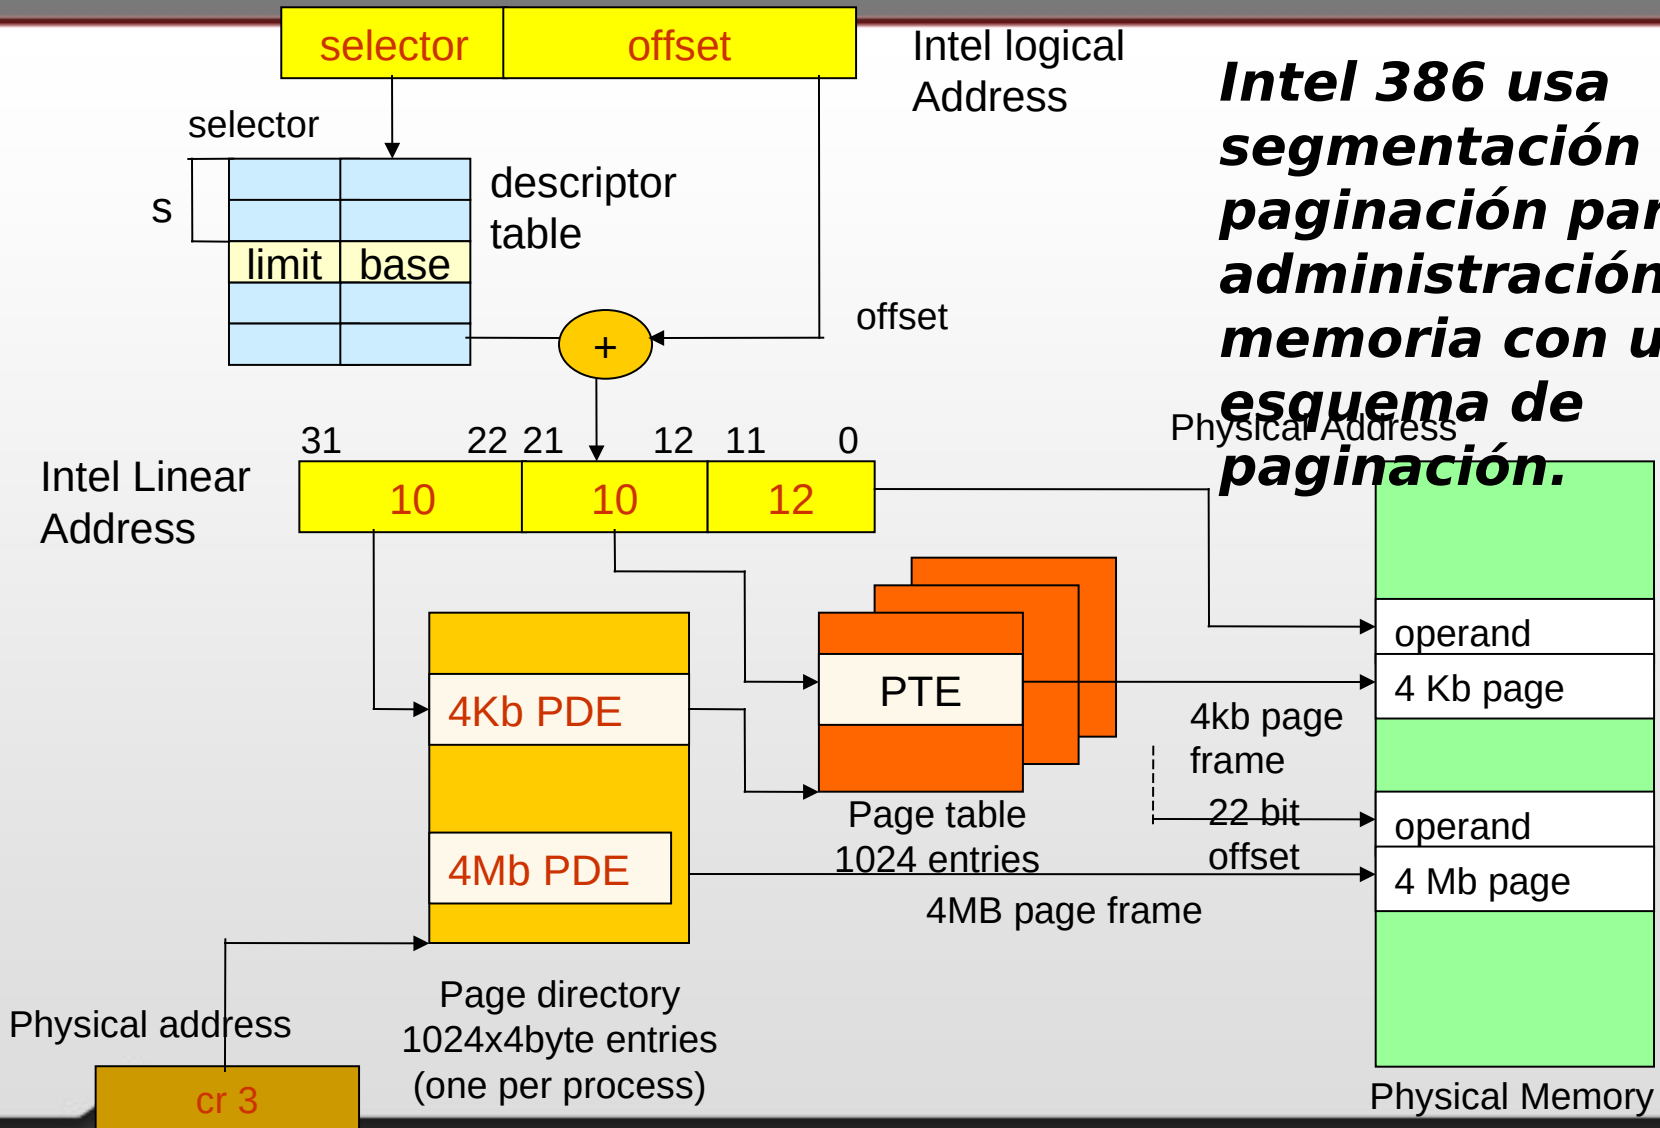 selector offset
Intel logical
Address
Intel 386 usa
segmentación
paginación
administración
memoria con
esquema de
paginación.
selector
s
descriptor
table
limit base
offset
+
31 22 21 12 11 0
Physical Address
Intel Linear
Address
10 10 12
operand
4 Kb page
PTE
4Kb PDE
4kb page
frame
22 bit
offset
operand
Page table
1024 entries
4Mb PDE
4 Mb page
4MB page frame
Page directory
1024x4byte entries
(one per process)
Physical address
cr 3
Physical Memory